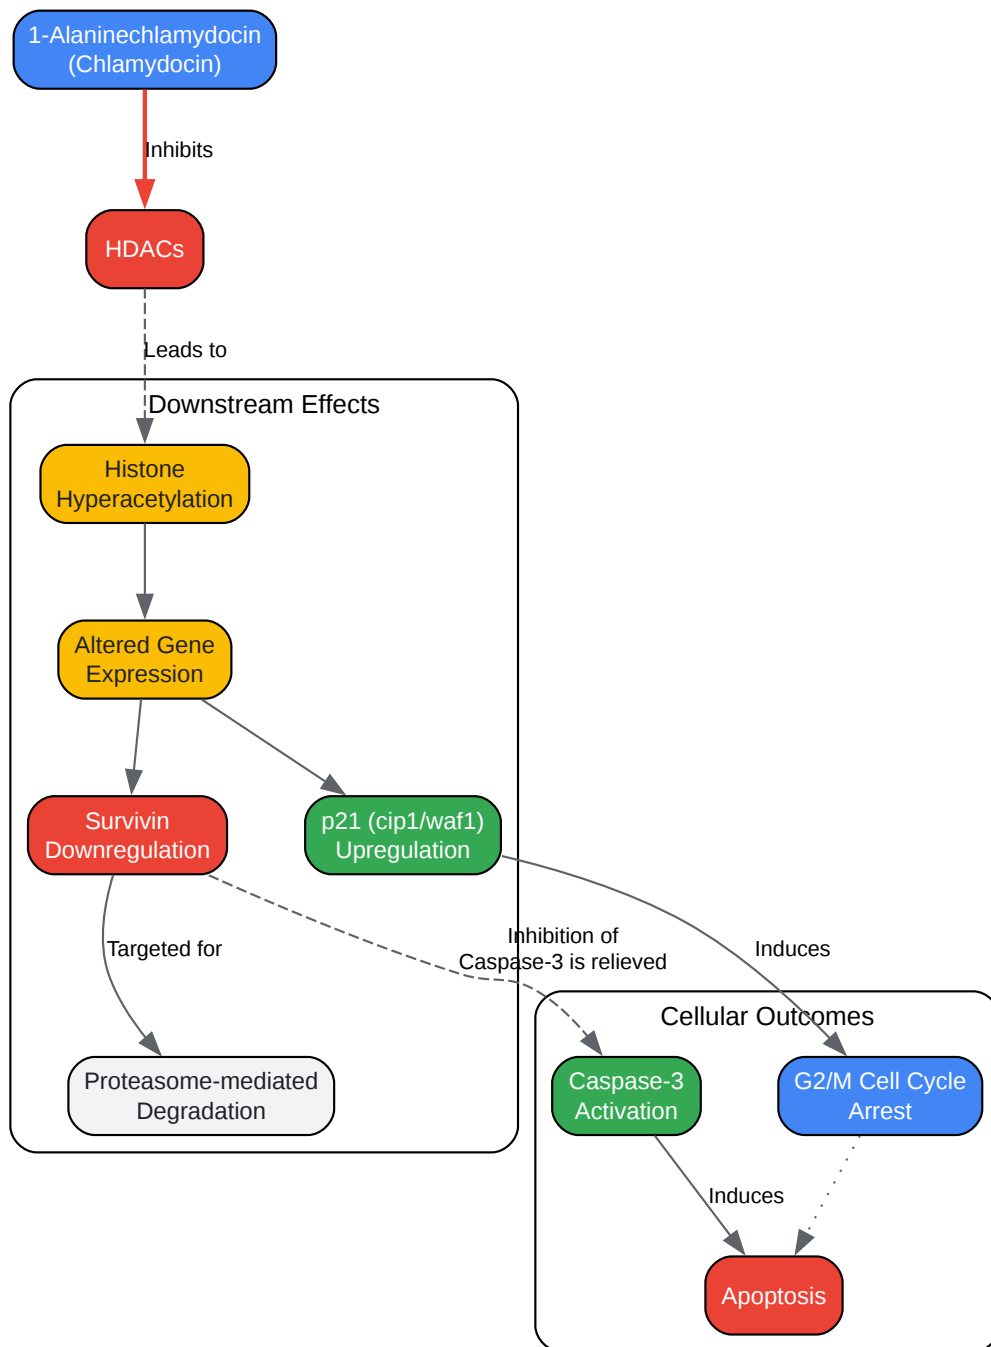 1-Alaninechlamydocin
(Chlamydocin)
Inhibits
HDACs
Leads to
Downstream Effects
Histone
Hyperacetylation
Altered Gene
Expression
Survivin
Downregulation
p21 (cip1/waf1)
Upregulation
Targeted for
Inhibition of
Caspase-3 is relieved
Induces
Cellular Outcomes
Proteasome-mediated
Degradation
Caspase-3
Activation
G2/M Cell Cycle
Arrest
Induces
Apoptosis